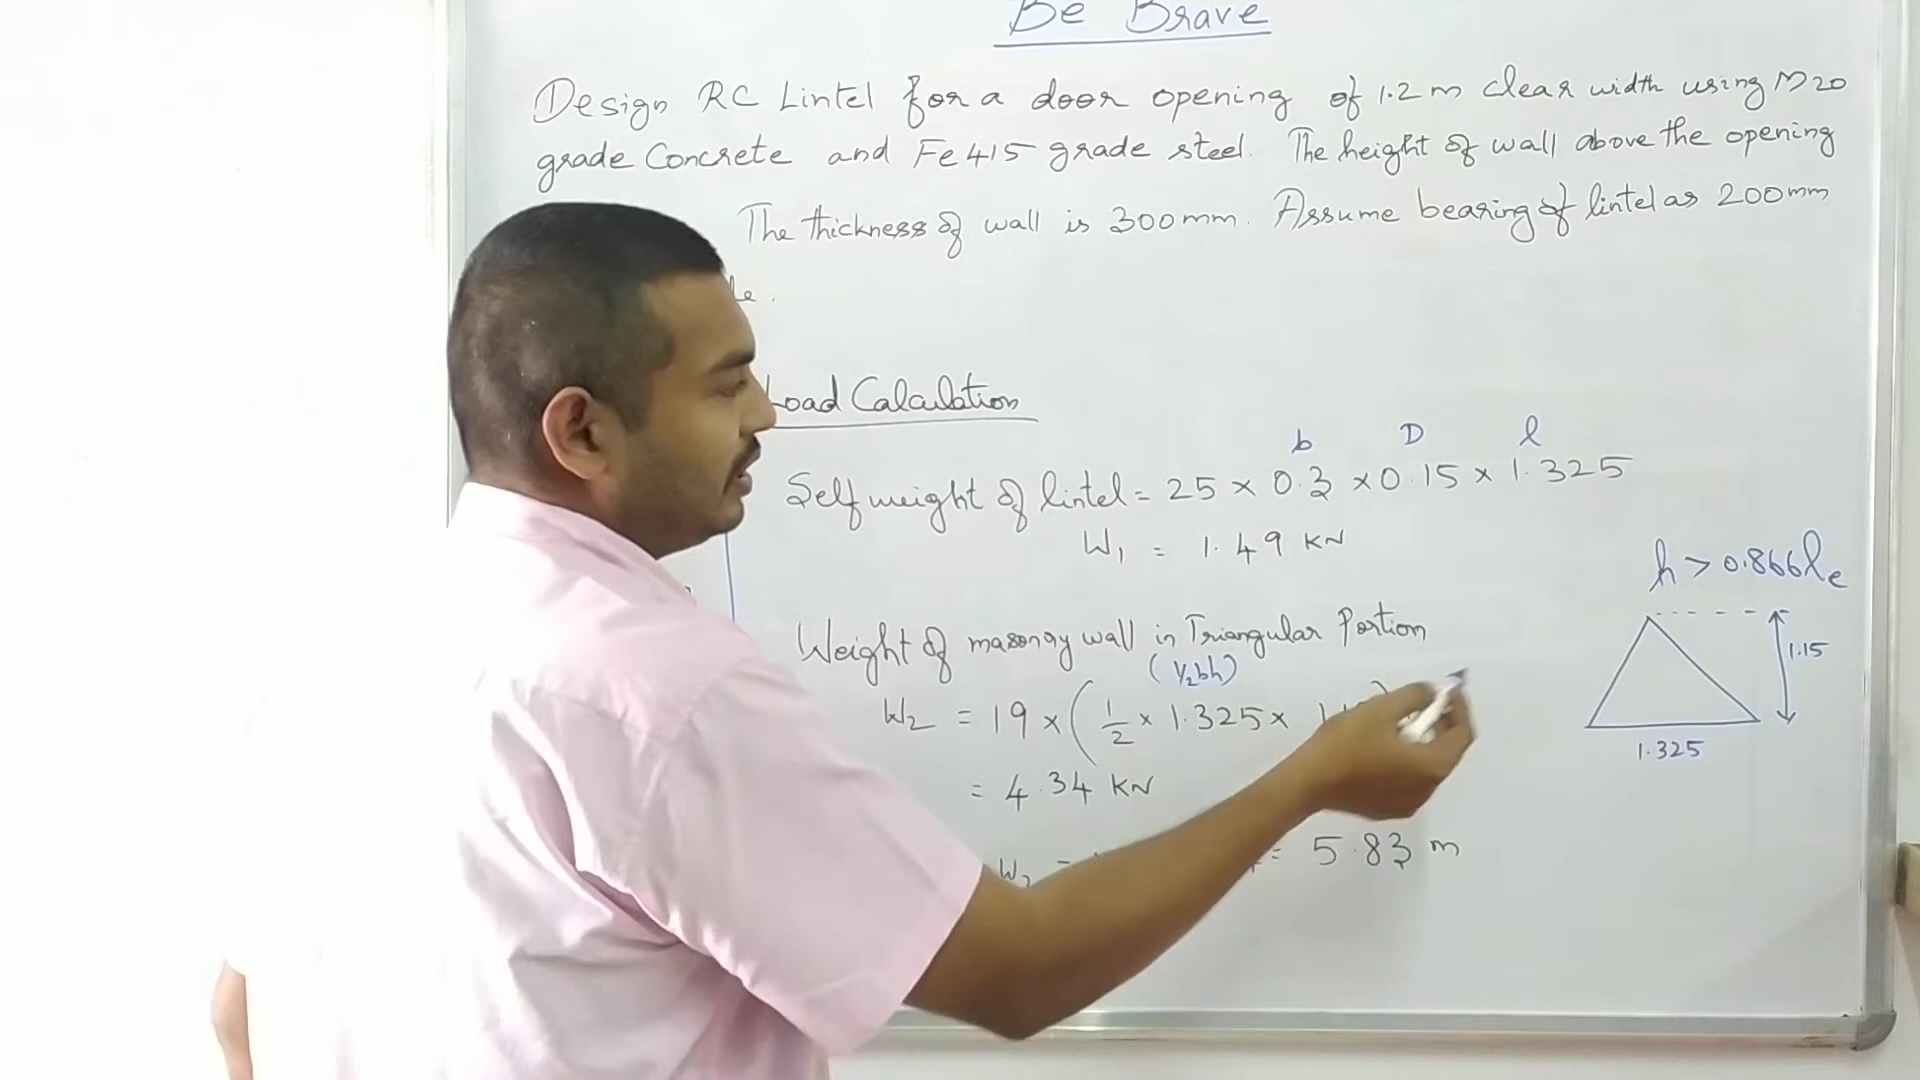 Be Brave
Design RC Lintel for a door opening of 1.2 m clear width using M20
grade Concrete and Fe415 grade steel. The height of wall above the opening
The thickness of wall is 300mm. Assume bearing of lintel as 200mm
Load Calculation
b D l
Self weight of lintel = 25 × 0.3 × 0.15 × 1.325
W₁ = 1.49 KN
h > 0.866le
Weight of masonry wall in Triangular Portion
(½bh)
1.15
W₂ = 19 × ( 1/2 × 1.325 ×
1.325
= 4.34 KN
= 5.83 m